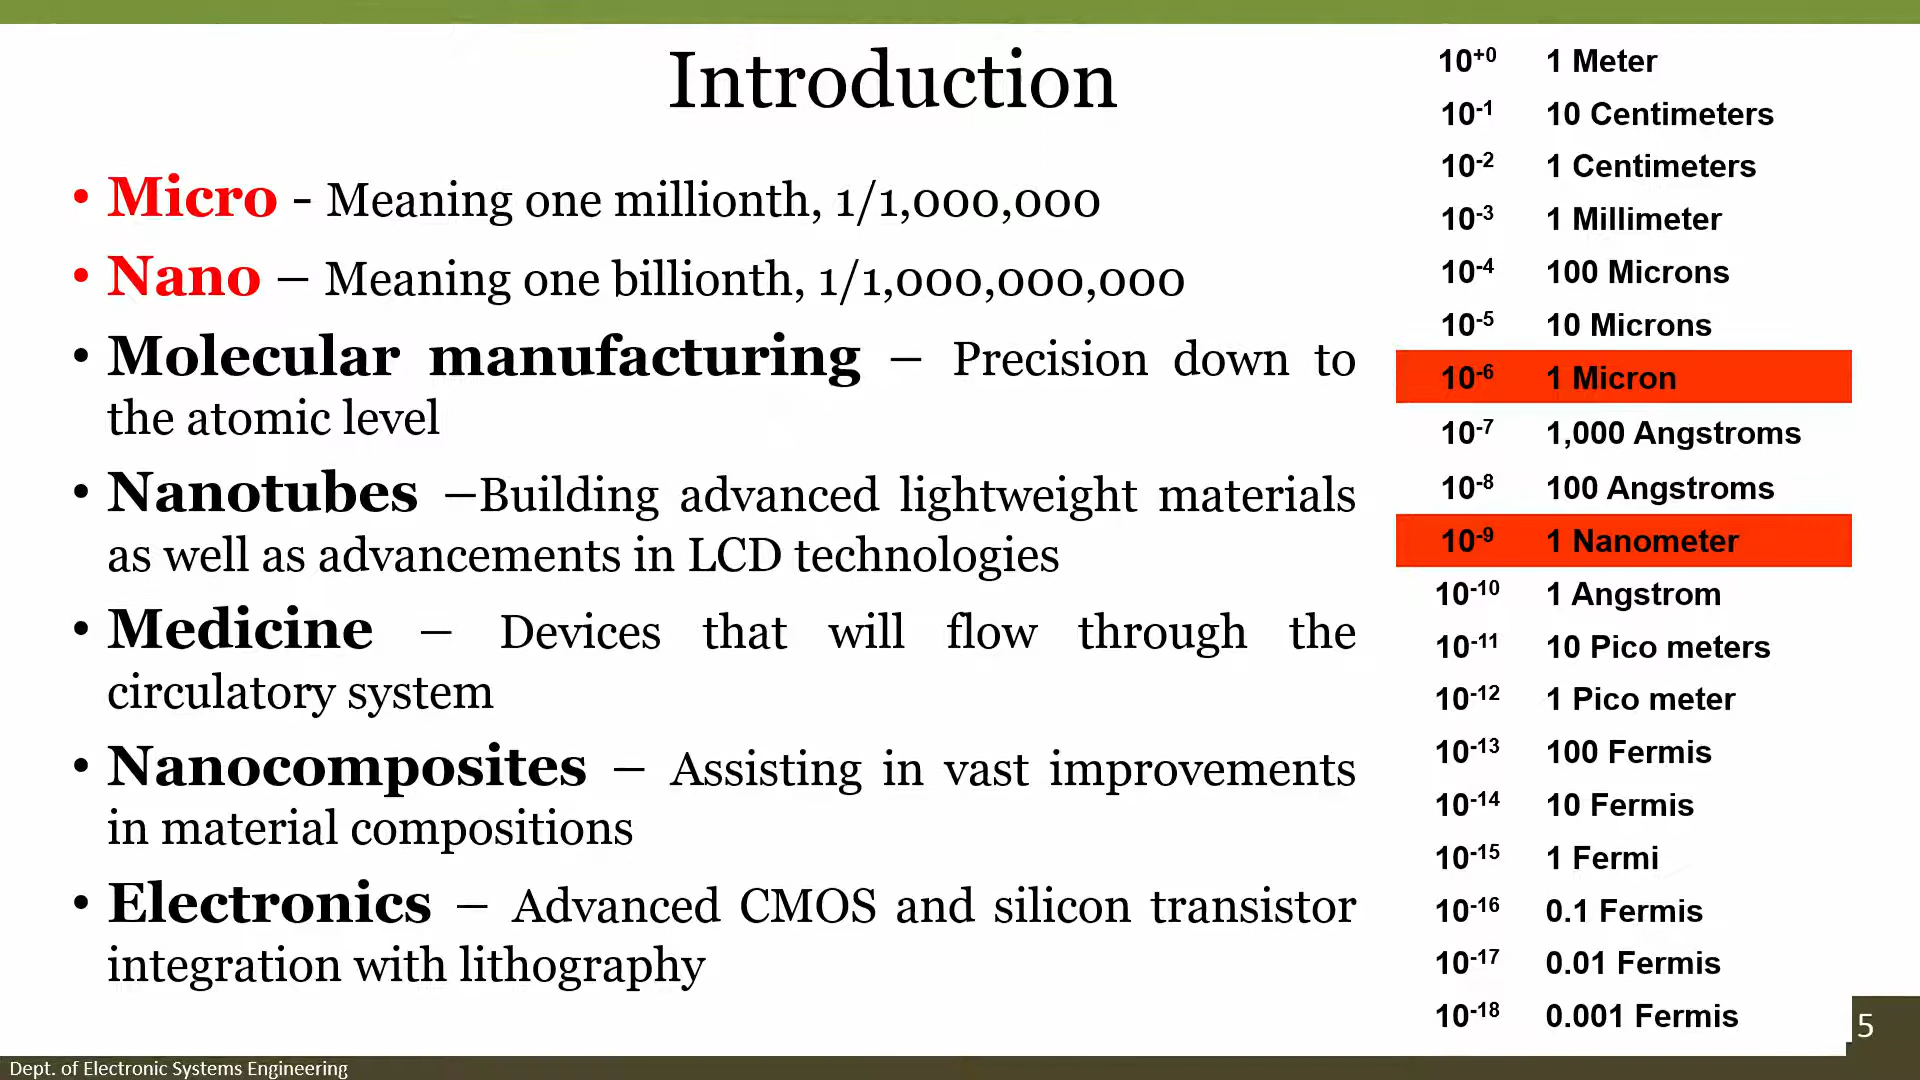 Introduction
• Micro - Meaning one millionth, 1/1,000,000
• Nano – Meaning one billionth, 1/1,000,000,000
• Molecular manufacturing – Precision down to
the atomic level
• Nanotubes –Building advanced lightweight materials
as well as advancements in LCD technologies
• Medicine – Devices that will flow through the
circulatory system
• Nanocomposites – Assisting in vast improvements
in material compositions
• Electronics – Advanced CMOS and silicon transistor
integration with lithography
10⁺⁰ 1 Meter
10⁻¹ 10 Centimeters
10⁻² 1 Centimeters
10⁻³ 1 Millimeter
10⁻⁴ 100 Microns
10⁻⁵ 10 Microns
10⁻⁶ 1 Micron
10⁻⁷ 1,000 Angstroms
10⁻⁸ 100 Angstroms
10⁻⁹ 1 Nanometer
10⁻¹⁰ 1 Angstrom
10⁻¹¹ 10 Pico meters
10⁻¹² 1 Pico meter
10⁻¹³ 100 Fermis
10⁻¹⁴ 10 Fermis
10⁻¹⁵ 1 Fermi
10⁻¹⁶ 0.1 Fermis
10⁻¹⁷ 0.01 Fermis
10⁻¹⁸ 0.001 Fermis
5
Dept. of Electronic Systems Engineering